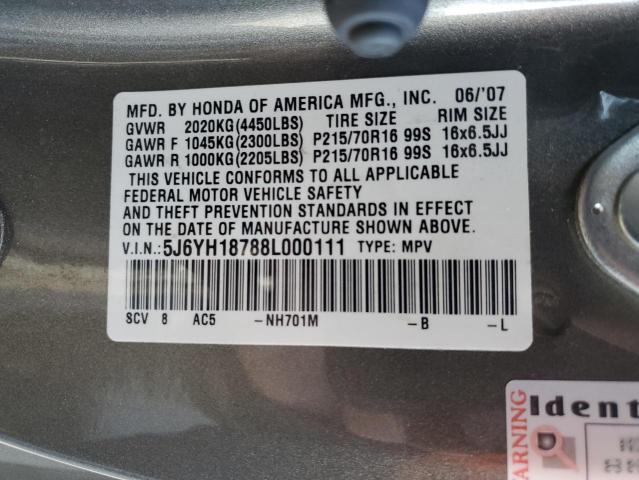 MFD. BY HONDA OF AMERICA MFG., INC. 06/'07
GVWR 2020KG(4450LBS) TIRE SIZE RIM SIZE
GAWR F 1045KG(2300LBS) P215/70R16 99S 16x6.5JJ
GAWR R 1000KG(2205LBS) P215/70R16 99S 16x6.5JJ
THIS VEHICLE CONFORMS TO ALL APPLICABLE
FEDERAL MOTOR VEHICLE SAFETY
AND THEFT PREVENTION STANDARDS IN EFFECT
ON THE DATE OF MANUFACTURE SHOWN ABOVE.
V.I.N.: 5J6YH18788L000111 TYPE: MPV
SCV 8 AC5 -NH701M -B -L
Ident